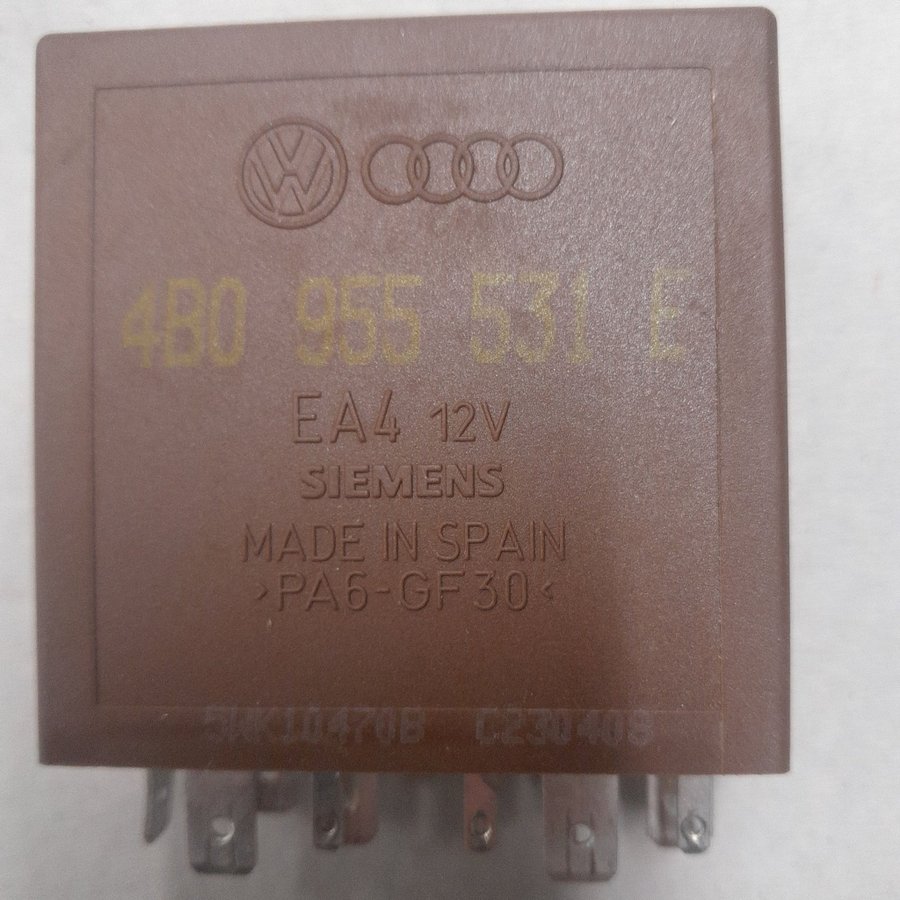 4B0 955 531 E
EA4 12V
SIEMENS
MADE IN SPAIN
>PA6-GF30<
5WK10470B C230408